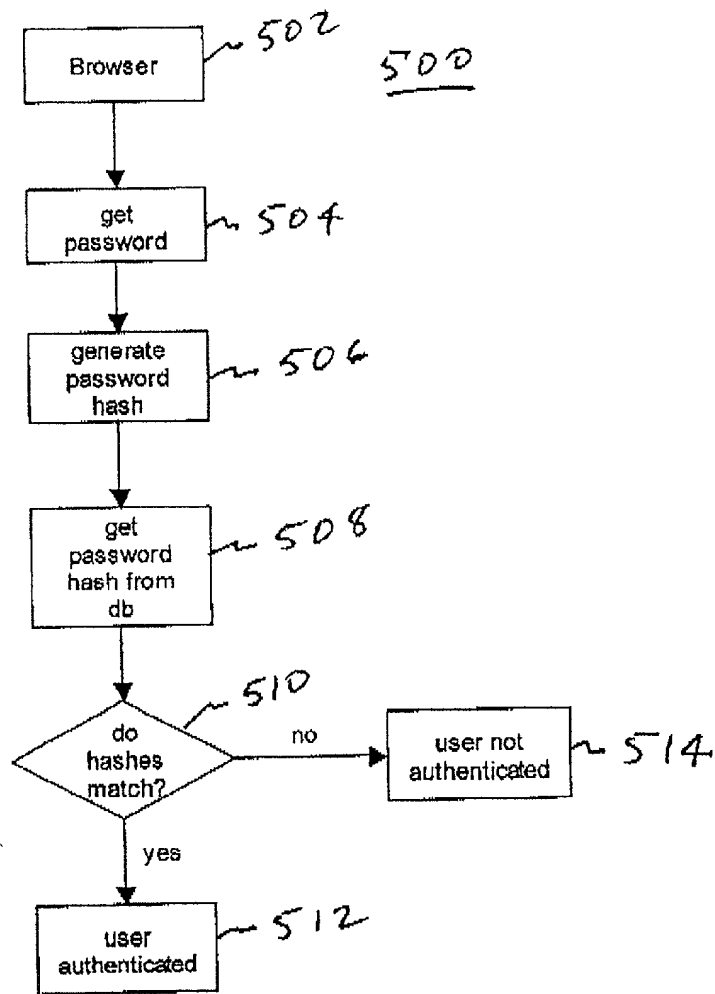 502
Browser
500
get
password
504
generate
password
hash
506
get
password
hash from
db
508
510
do
hashes
match?
no
user not
authenticated
514
yes
user
authenticated
512